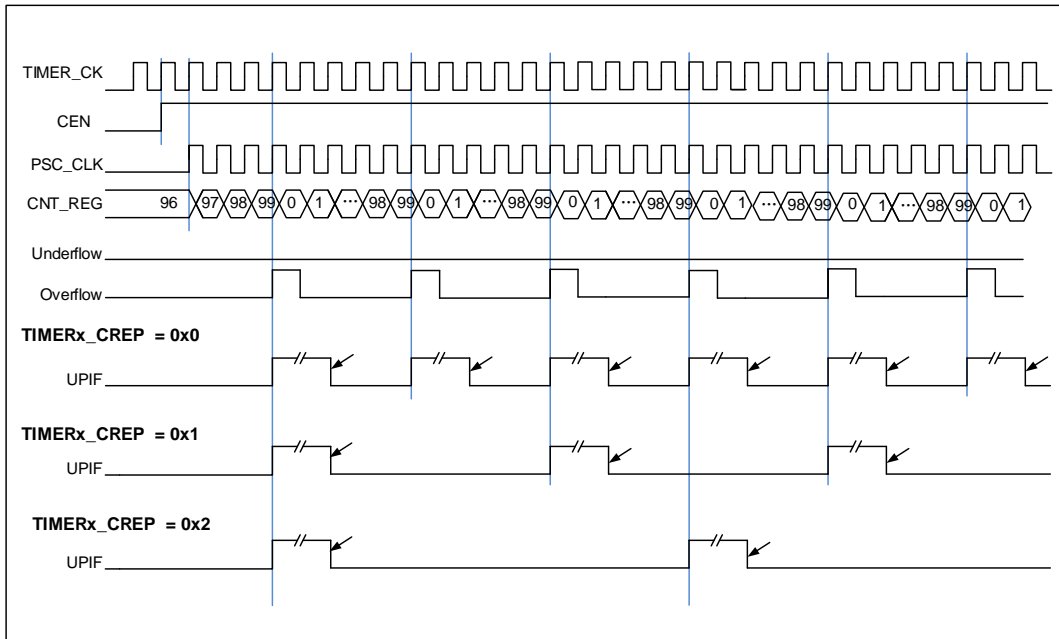 TIMER_CK
CEN
PSC_CLK
CNT_REG 96 97 98 99 0 1 ... 98 99 0 1 ... 98 99 0 1 ... 98 99 0 1 ... 98 99 0 1 ... 98 99 0 1
Underflow
Overflow
TIMERx_CREP = 0x0
UPIF
TIMERx_CREP = 0x1
UPIF
TIMERx_CREP = 0x2
UPIF